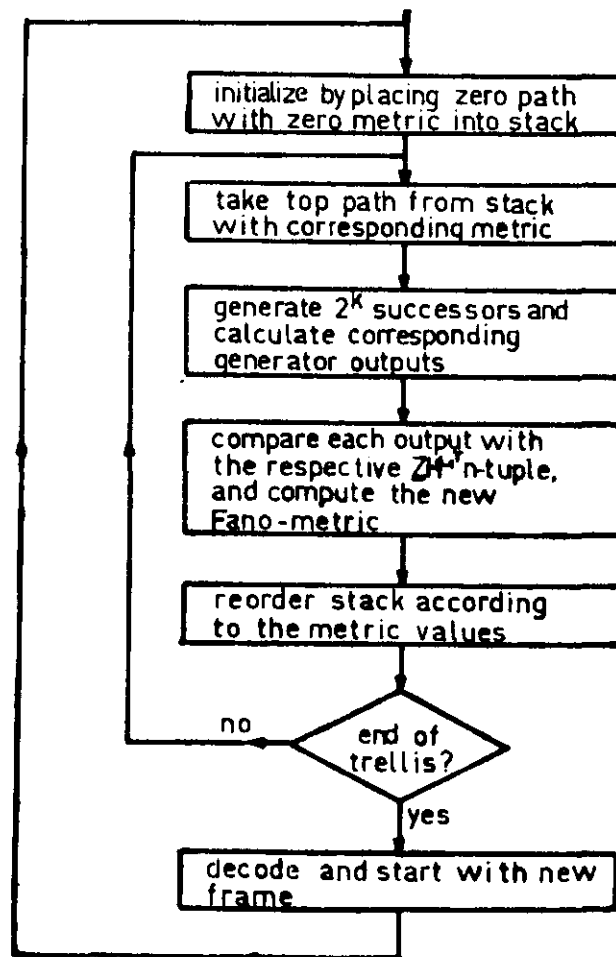 initialize by placing zero path
with zero metric into stack
take top path from stack
with corresponding metric
generate 2^k successors and
calculate corresponding
generator outputs
compare each output with
the respective n-tuple,
and compute the new
Fano-metric
reorder stack according
to the metric values
no
end of
trellis?
yes
decode and start with new
frame